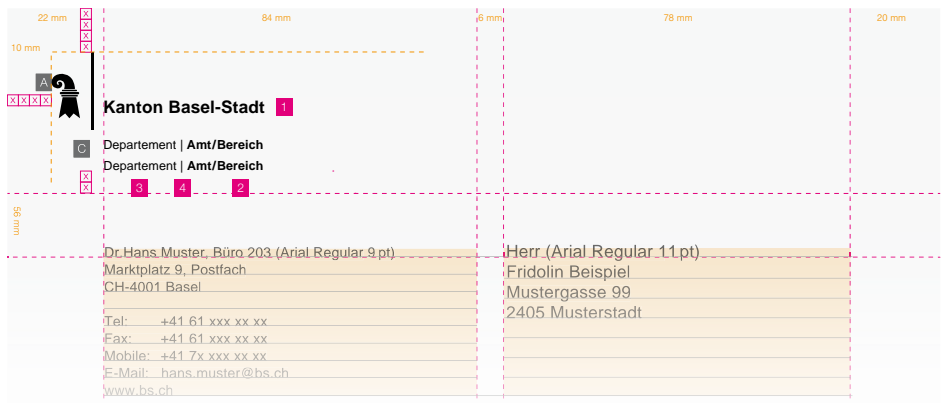 22 mm
84 mm
6 mm
78 mm
20 mm
X
X
X
X
10 mm
A
X X X X
Kanton Basel-Stadt 1
C
Departement | Amt/Bereich
Departement | Amt/Bereich
X
X
3 4 2
56 mm
Dr.Hans Muster, Büro 203 (Arial Regular 9 pt)
Marktplatz 9, Postfach
CH-4001 Basel
Tel: +41 61 xxx xx xx
Fax: +41 61 xxx xx xx
Mobile: +41 7x xxx xx xx
E-Mail: hans.muster@bs.ch
www.bs.ch
Herr (Arial Regular 11 pt)
Fridolin Beispiel
Mustergasse 99
2405 Musterstadt